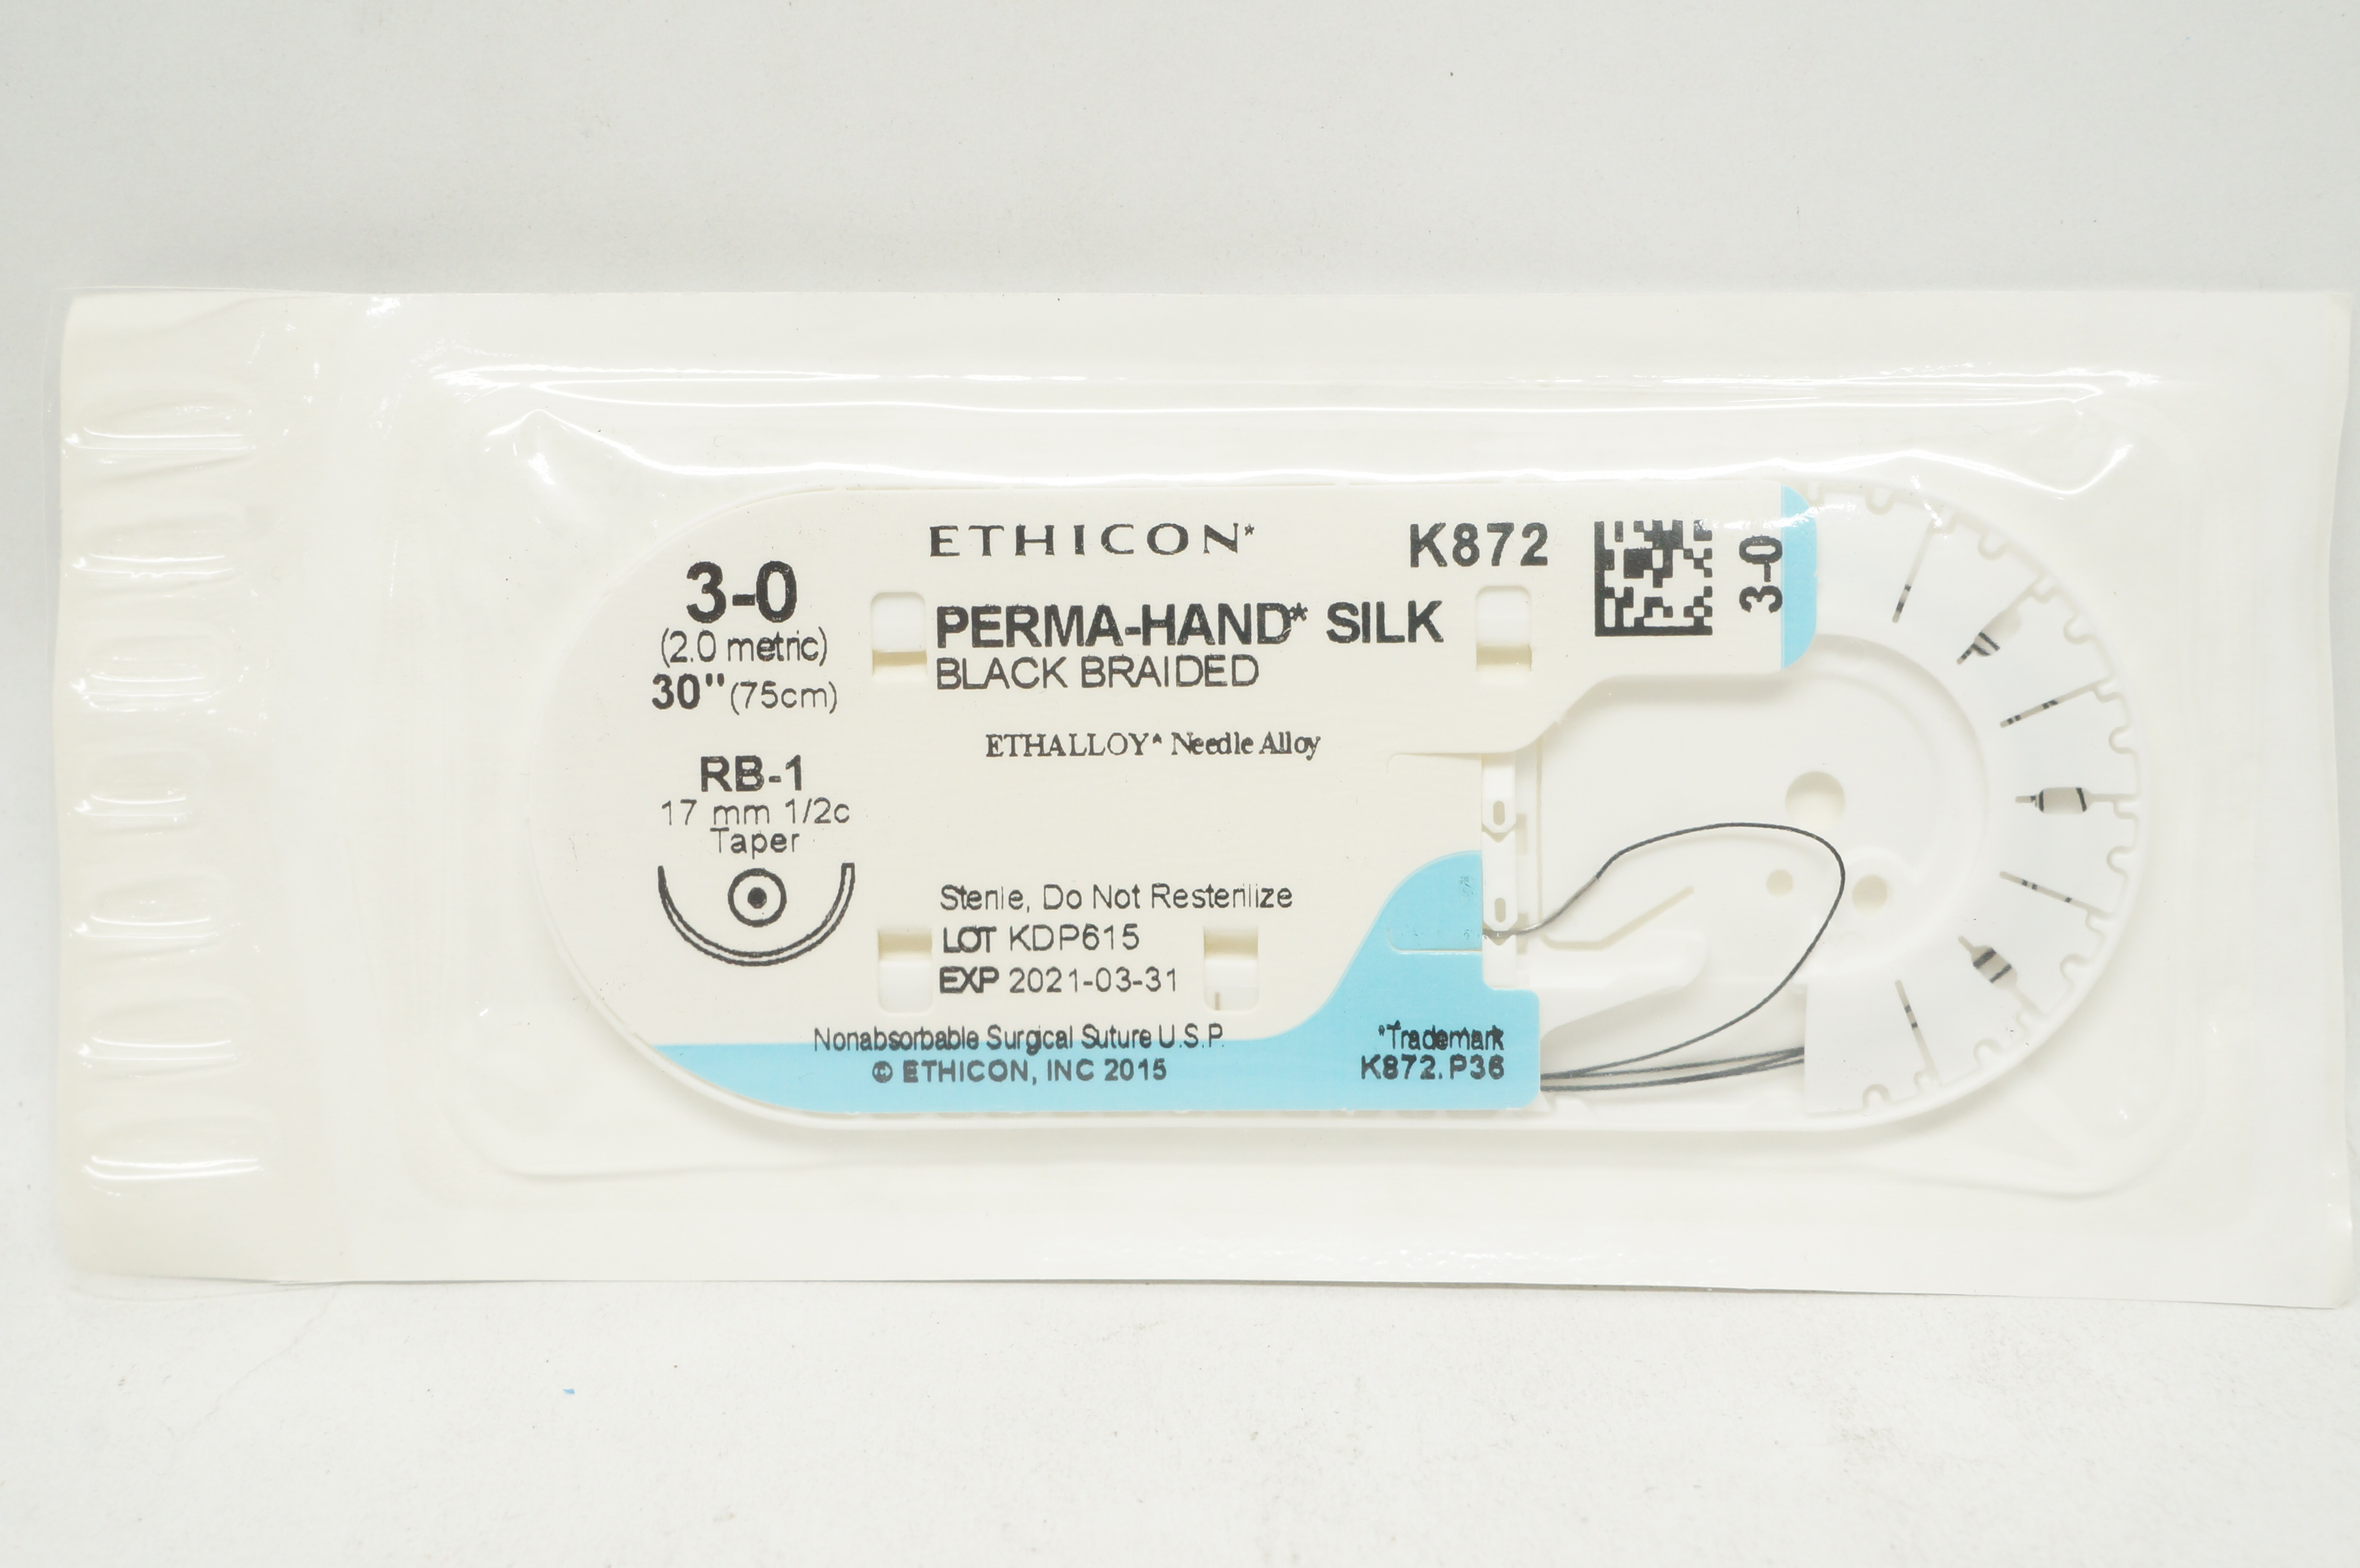 ETHICON*
K872
3-0
3-0
(2.0 metric)
30" (75cm)
PERMA-HAND* SILK
BLACK BRAIDED
ETHALLOY* Needle Alloy
RB-1
17 mm 1/2c
Taper
Sterile, Do Not Resterilize
LOT KDP615
EXP 2021-03-31
Nonabsorbable Surgical Suture U.S.P.
© ETHICON, INC 2015
*Trademark
K872.P36